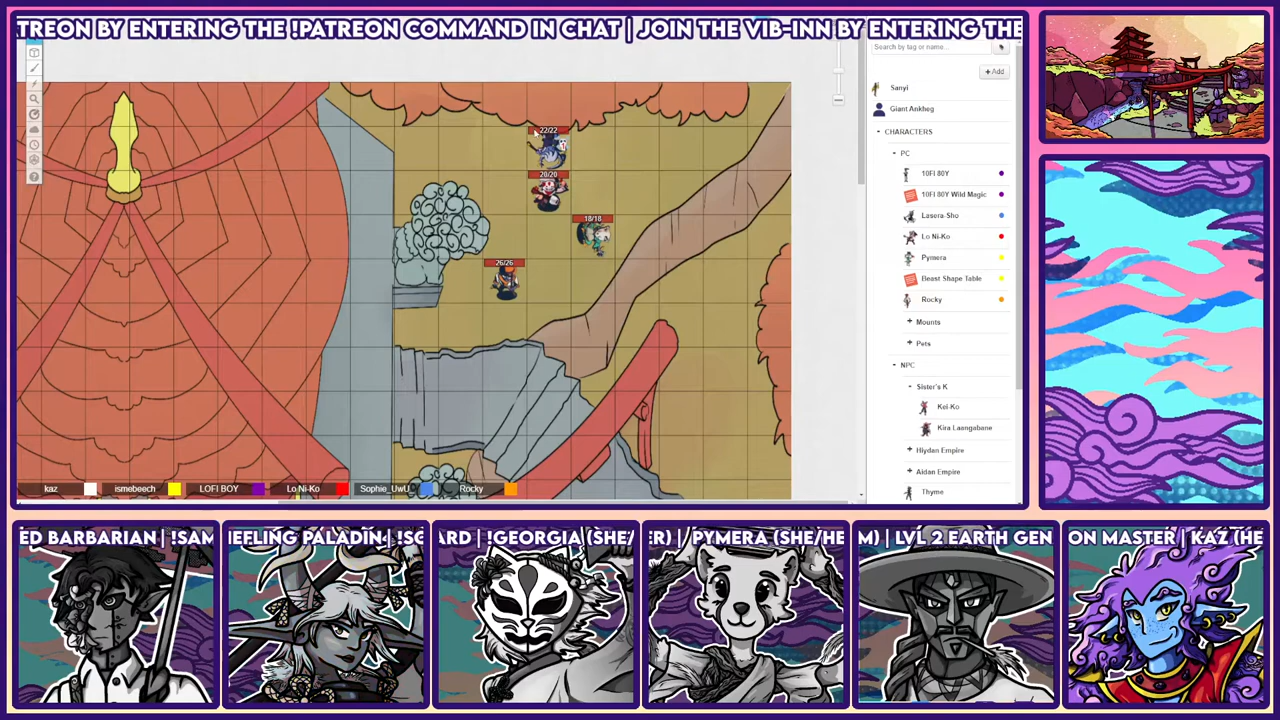 TREON BY ENTERING THE !PATREON COMMAND IN CHAT | JOIN THE VIB-INN BY ENTERING THE
Search by tag or name...
+ Add
Sanyi
Giant Ankheg
CHARACTERS
PC
10FI 80Y
10FI 80Y Wild Magic
Lasera-Sho
Lo Ni-Ko
Pymera
Beast Shape Table
Rocky
Mounts
Pets
NPC
Sister's K
Kei-Ko
Kira Laangabane
Hiydan Empire
Aidan Empire
Thyme
22/22
20/20
18/18
26/26
kaz
ismebeech
LOFI BOY
Lo Ni-Ko
Sophie_UwU_
Rocky
ED BARBARIAN | !SAM
IEFLING PALADIN | !SO
ARD | !GEORGIA (SHE/
ER) | PYMERA (SHE/HE
M) | LVL 2 EARTH GEN
ON MASTER | KAZ (HE